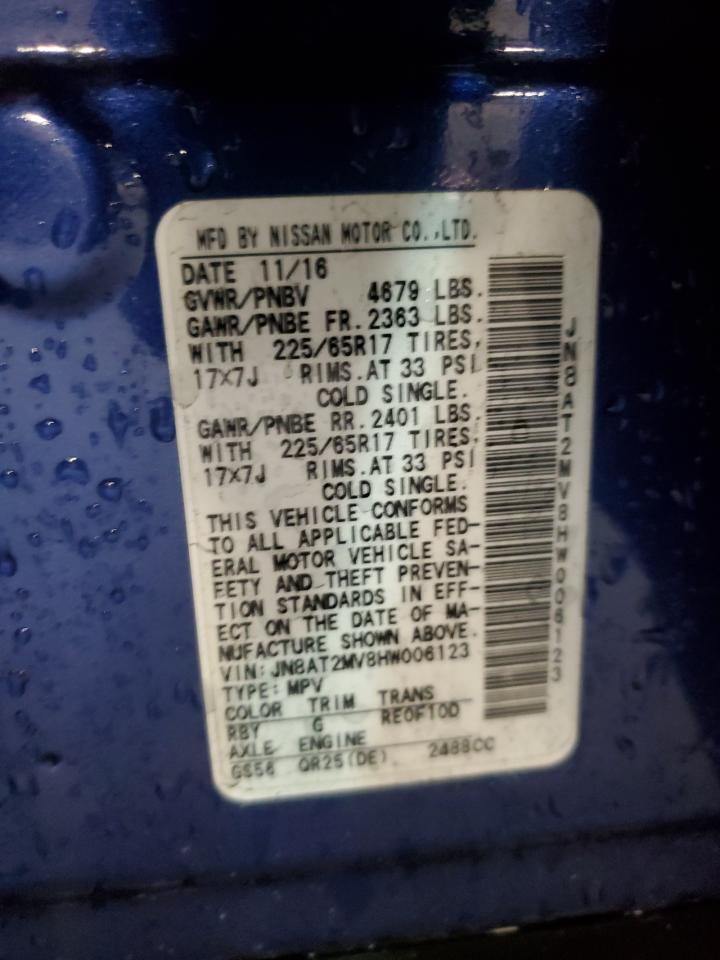 MFD BY NISSAN MOTOR CO.,LTD.
DATE 11/16
GVWR/PNBV 4679 LBS.
GAWR/PNBE FR. 2363 LBS.
WITH 225/65R17 TIRES,
17X7J RIMS.AT 33 PSI
COLD SINGLE.
GAWR/PNBE RR. 2401 LBS.
WITH 225/65R17 TIRES,
17X7J RIMS.AT 33 PSI
COLD SINGLE.
THIS VEHICLE CONFORMS
TO ALL APPLICABLE FED-
ERAL MOTOR VEHICLE SA-
FETY AND THEFT PREVEN-
TION STANDARDS IN EFF-
ECT ON THE DATE OF MA-
NUFACTURE SHOWN ABOVE.
VIN:JN8AT2MV8HW006123
TYPE:MPV
COLOR TRIM TRANS
RBY G RE0F10D
AXLE ENGINE
GS56 QR25(DE) 2488CC
JN8AT2MV8HW006123